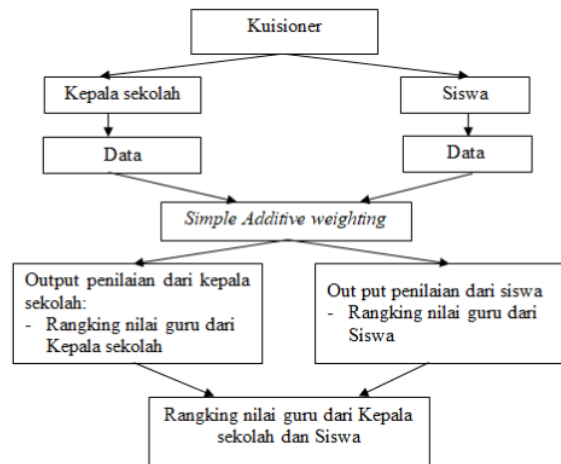 Kuisioner
Kepala sekolah
Siswa
Data
Data
Simple Additive weighting
Output penilaian dari kepala
sekolah:
- Rangking nilai guru dari
Kepala sekolah
Out put penilaian dari siswa
- Rangking nilai guru dari
Siswa
Rangking nilai guru dari Kepala
sekolah dan Siswa